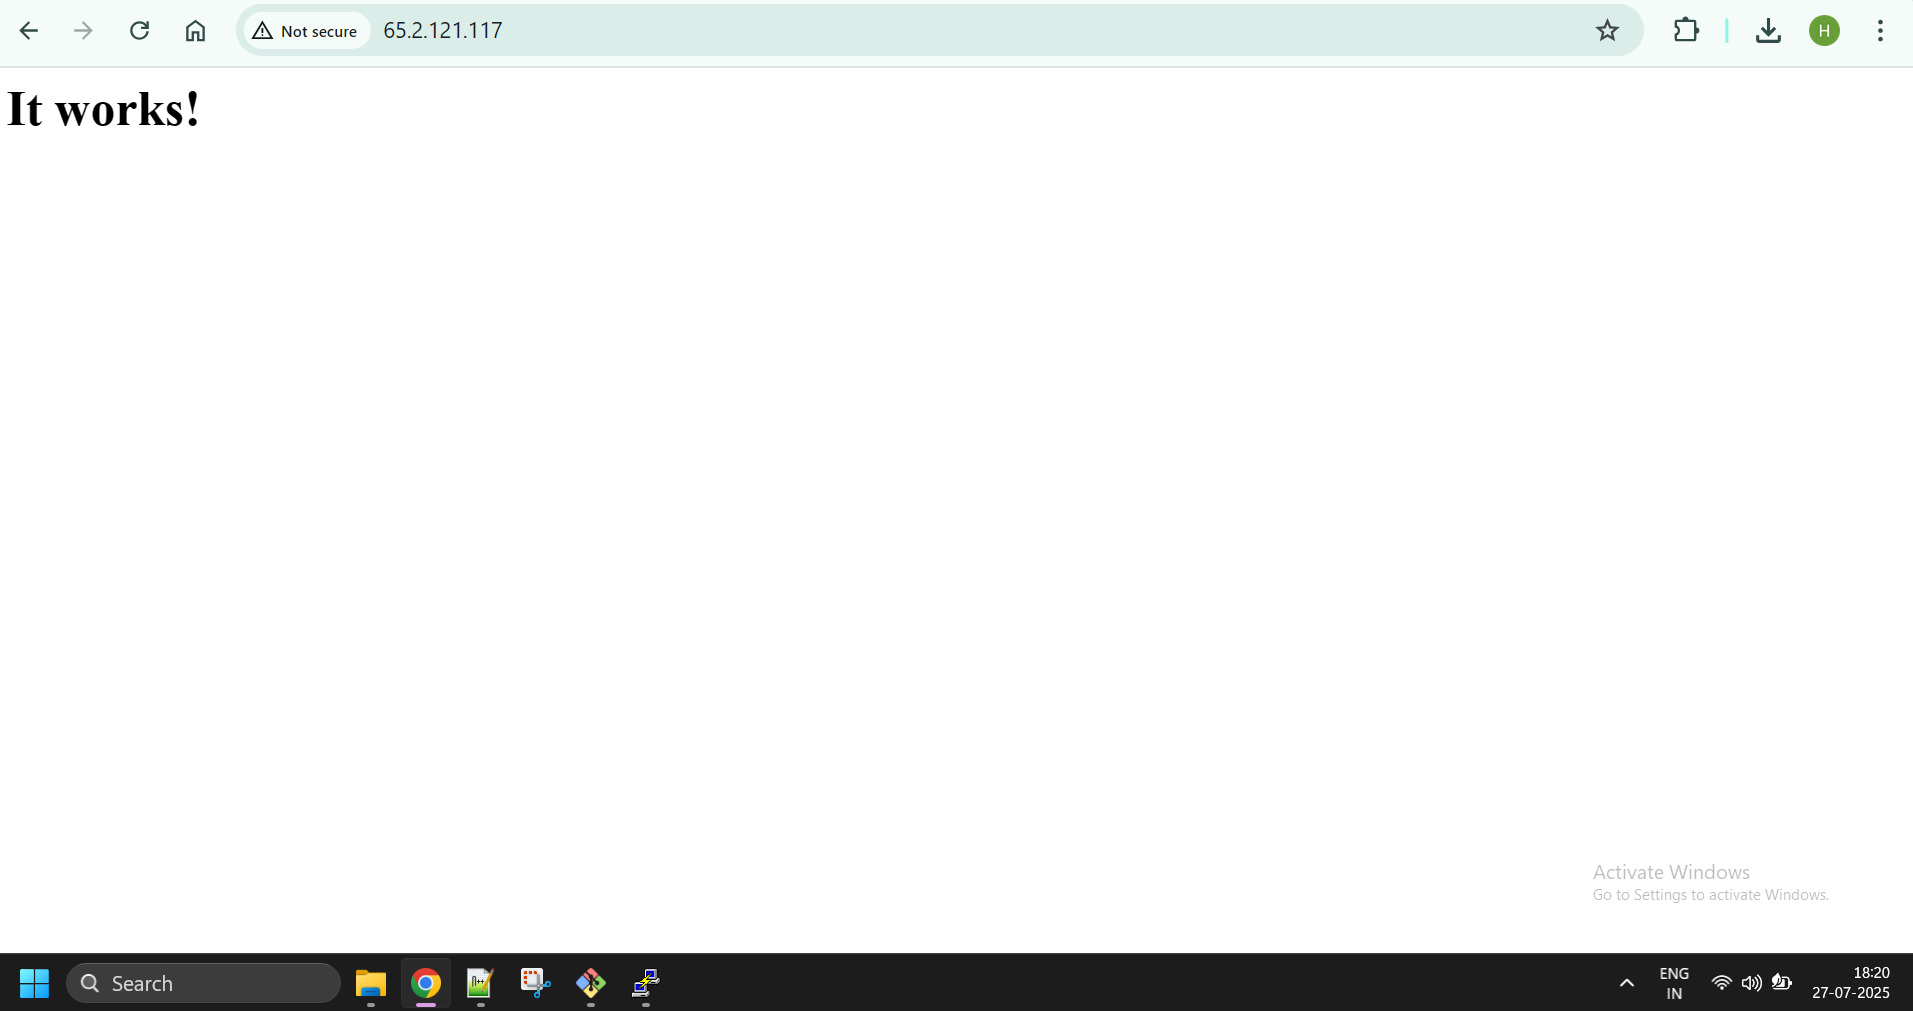 Not secure
65.2.121.117
H
It works!
Activate Windows
Go to Settings to activate Windows.
Search
ENG
IN
18:20
27-07-2025